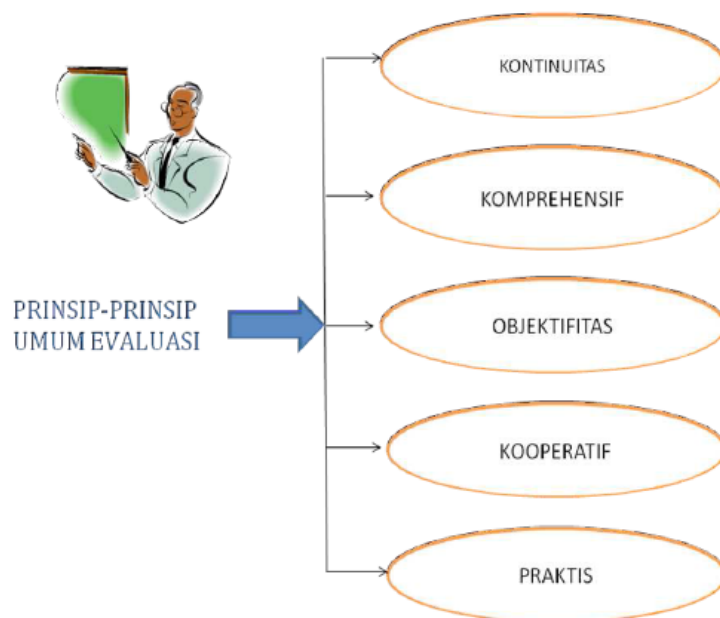 PRINSIP-PRINSIP
UMUM EVALUASI
KONTINUITAS
KOMPREHENSIF
OBJEKTIFITAS
KOOPERATIF
PRAKTIS